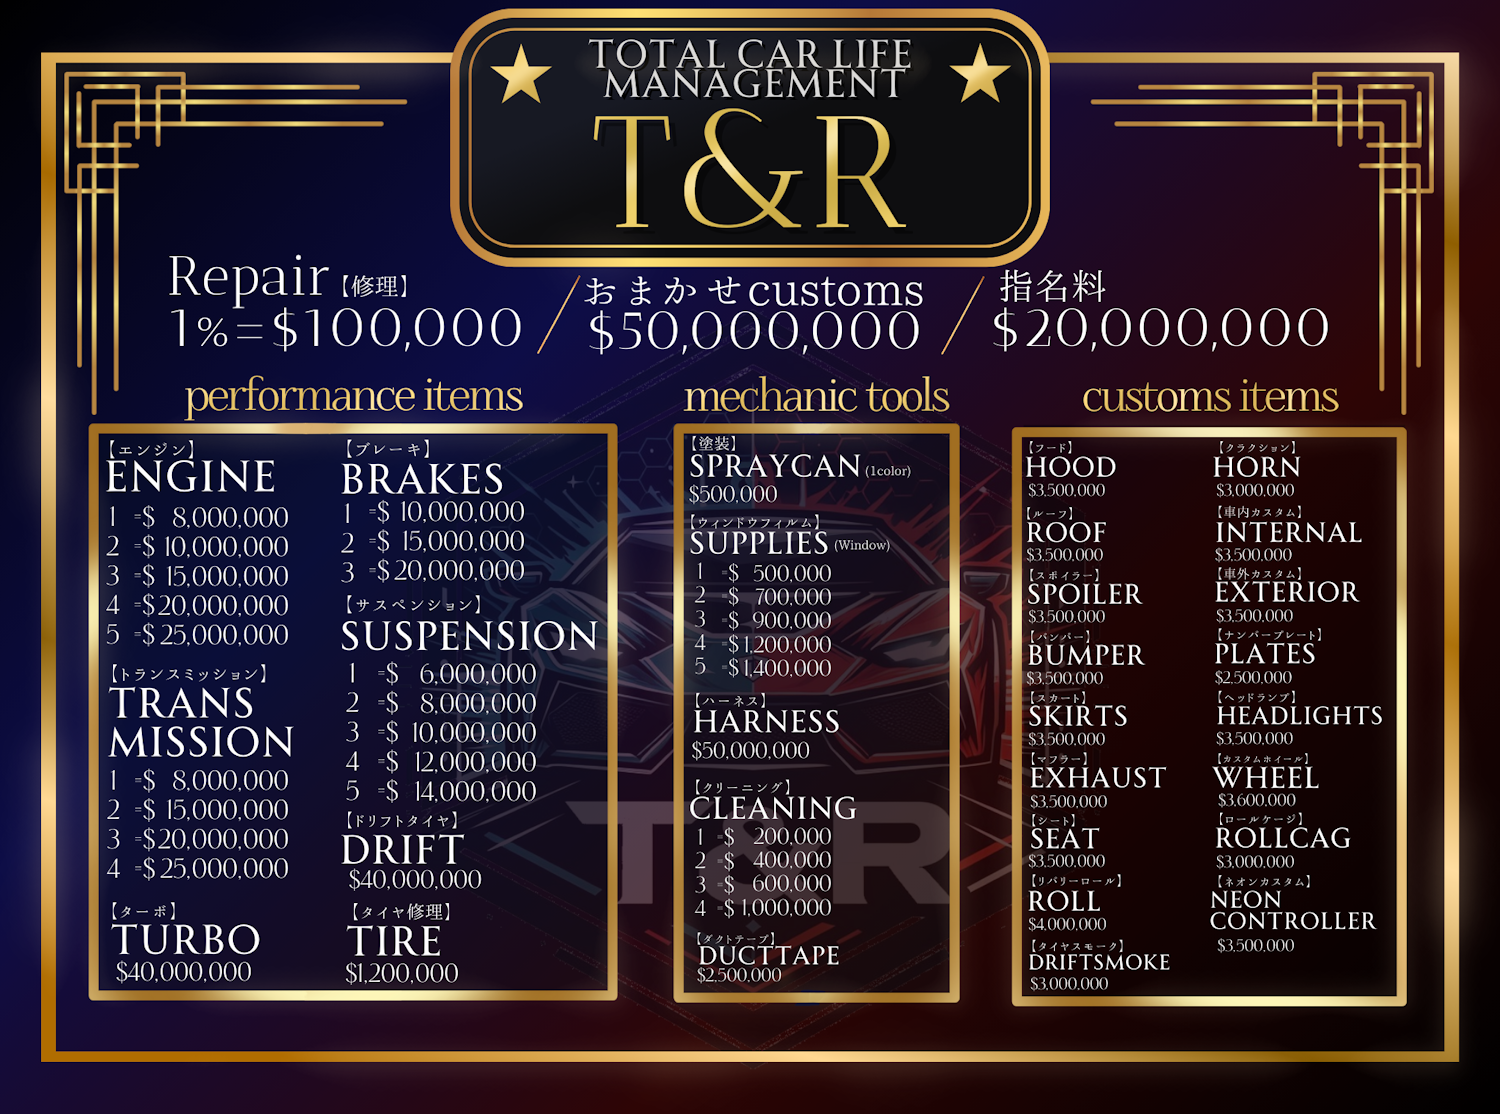 TOTAL CAR LIFE
MANAGEMENT
T&R
Repair【修理】
1%=$100,000
おまかせcustoms
$50,000,000
指名料
$20,000,000
performance items
【エンジン】
ENGINE
1 =$ 8,000,000
2 =$ 10,000,000
3 =$ 15,000,000
4 =$20,000,000
5 =$25,000,000
【トランスミッション】
TRANS
MISSION
1 =$ 8,000,000
2 =$ 15,000,000
3 =$20,000,000
4 =$25,000,000
【ターボ】
TURBO
$40,000,000
【ブレーキ】
BRAKES
1 =$ 10,000,000
2 =$ 15,000,000
3 =$20,000,000
【サスペンション】
SUSPENSION
1 =$ 6,000,000
2 =$ 8,000,000
3 =$ 10,000,000
4 =$ 12,000,000
5 =$ 14,000,000
【ドリフトタイヤ】
DRIFT
$40,000,000
【タイヤ修理】
TIRE
$1,200,000
mechanic tools
【塗装】
SPRAYCAN (1color)
$500,000
【ウィンドウフィルム】
SUPPLIES (Window)
1 =$ 500,000
2 =$ 700,000
3 =$ 900,000
4 =$1,200,000
5 =$1,400,000
【ハーネス】
HARNESS
$50,000,000
【クリーニング】
CLEANING
1 =$ 200,000
2 =$ 400,000
3 =$ 600,000
4 =$ 1,000,000
【ダクトテープ】
DUCTTAPE
$2,500,000
T&R
customs items
【フード】
HOOD
$3,500,000
【ルーフ】
ROOF
$3,500,000
【スポイラー】
SPOILER
$3,500,000
【バンパー】
BUMPER
$3,500,000
【スカート】
SKIRTS
$3,500,000
【マフラー】
EXHAUST
$3,500,000
【シート】
SEAT
$3,500,000
【リバリーロール】
ROLL
$4,000,000
【タイヤスモーク】
DRIFTSMOKE
$3,000,000
【クラクション】
HORN
$3,000,000
【車内カスタム】
INTERNAL
$3,500,000
【車外カスタム】
EXTERIOR
$3,500,000
【ナンバープレート】
PLATES
$2,500,000
【ヘッドランプ】
HEADLIGHTS
$3,500,000
【カスタムホイール】
WHEEL
$3,600,000
【ロールケージ】
ROLLCAG
$3,000,000
【ネオンカスタム】
NEON
CONTROLLER
$3,500,000